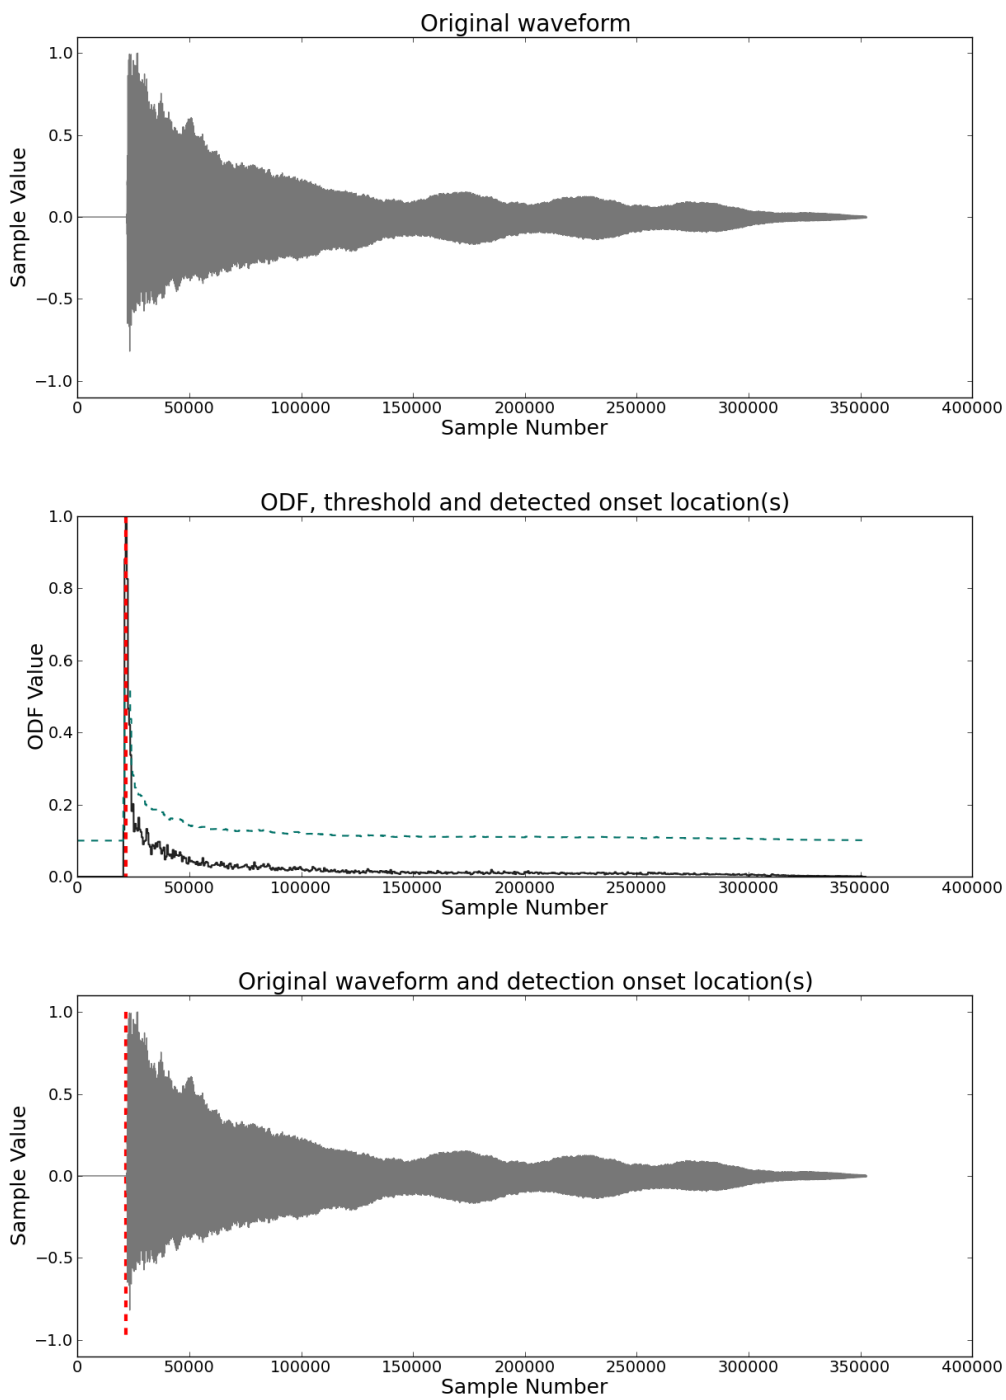 Original waveform
1.0
0.5
0.0
−0.5
−1.0
Sample Value
0 50000 100000 150000 200000 250000 300000 350000 400000
Sample Number
ODF, threshold and detected onset location(s)
1.0
0.8
0.6
0.4
0.2
0.0
ODF Value
0 50000 100000 150000 200000 250000 300000 350000 400000
Sample Number
Original waveform and detection onset location(s)
1.0
0.5
0.0
−0.5
−1.0
Sample Value
0 50000 100000 150000 200000 250000 300000 350000 400000
Sample Number